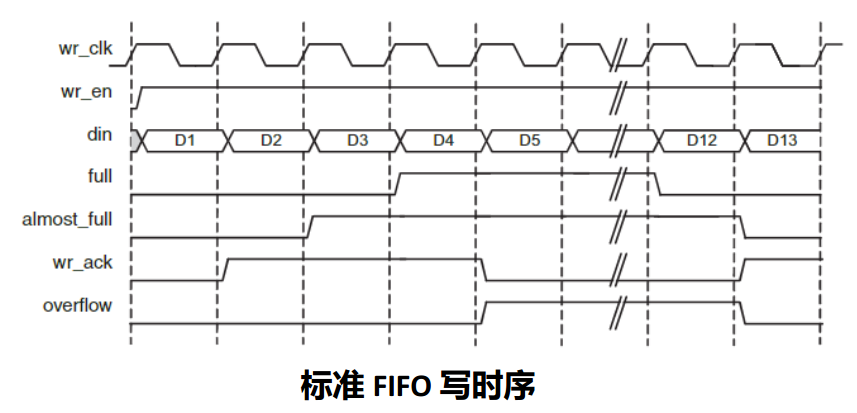 wr_clk
wr_en
din D1 D2 D3 D4 D5 D12 D13
full
almost_full
wr_ack
overflow
标准 FIFO 写时序